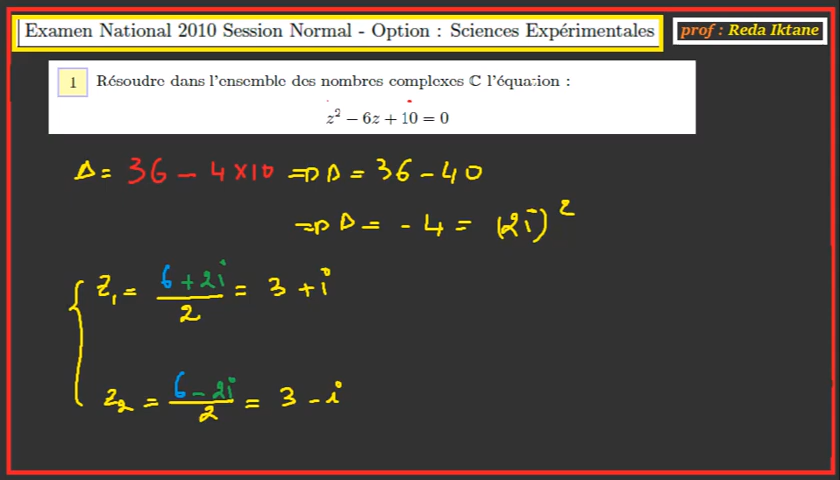 Examen National 2010 Session Normal - Option : Sciences Expérimentales
prof : Reda Iktane
1 Résoudre dans l'ensemble des nombres complexes ℂ l'équation :
z² − 6z + 10 = 0
Δ = 36 − 4×10 ⇒ Δ = 36 − 40
⇒ Δ = −4 = (2i)²
z₁ = (6+2i)/2 = 3 + i
z₂ = (6−2i)/2 = 3 − i